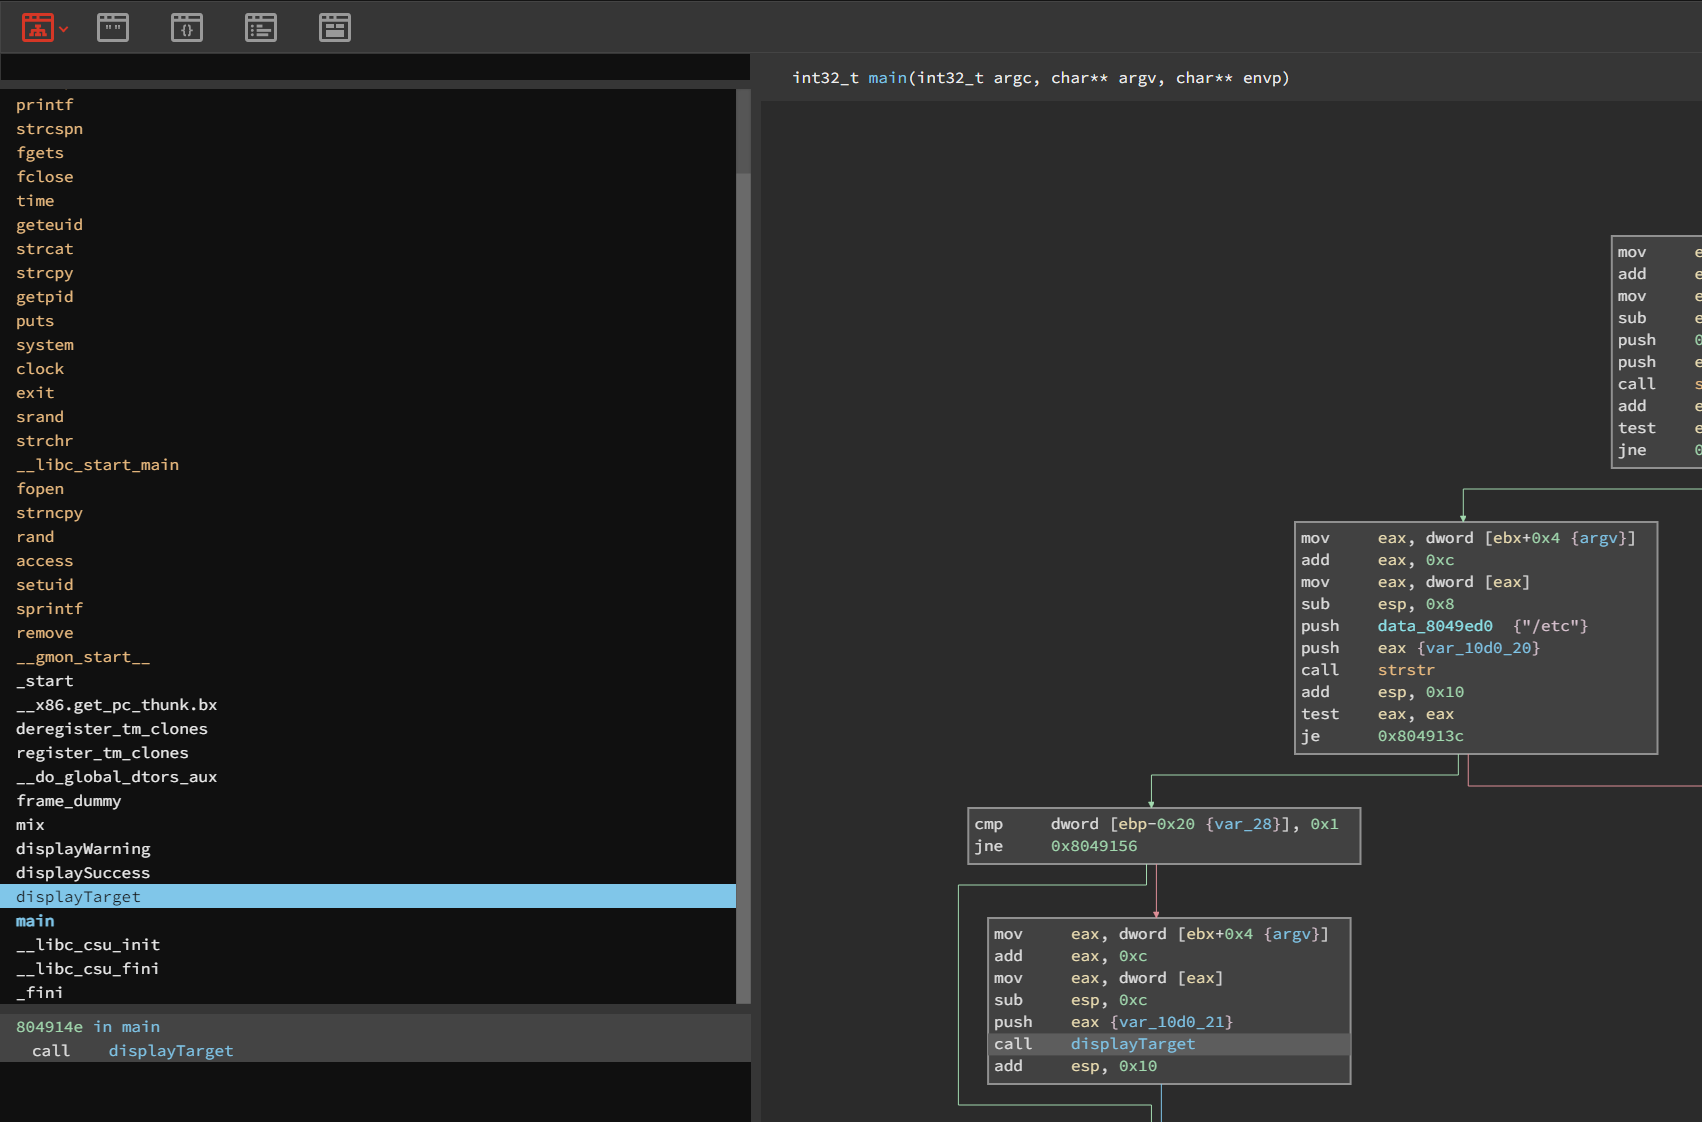 printf
strcspn
fgets
fclose
time
geteuid
strcat
strcpy
getpid
puts
system
clock
exit
srand
strchr
__libc_start_main
fopen
strncpy
rand
access
setuid
sprintf
remove
__gmon_start__
_start
__x86.get_pc_thunk.bx
deregister_tm_clones
register_tm_clones
__do_global_dtors_aux
frame_dummy
mix
displayWarning
displaySuccess
displayTarget
main
__libc_csu_init
__libc_csu_fini
_fini
804914e in main
call displayTarget
int32_t main(int32_t argc, char** argv, char** envp)
mov e
add e
mov e
sub e
push 0
push e
call s
add e
test e
jne 0
mov eax, dword [ebx+0x4 {argv}]
add eax, 0xc
mov eax, dword [eax]
sub esp, 0x8
push data_8049ed0 {"/etc"}
push eax {var_10d0_20}
call strstr
add esp, 0x10
test eax, eax
je 0x804913c
cmp dword [ebp-0x20 {var_28}], 0x1
jne 0x8049156
mov eax, dword [ebx+0x4 {argv}]
add eax, 0xc
mov eax, dword [eax]
sub esp, 0xc
push eax {var_10d0_21}
call displayTarget
add esp, 0x10